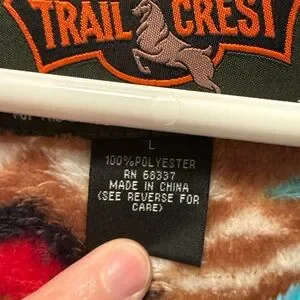 TRAIL CREST
L
100%POLYESTER
RN 68337
MADE IN CHINA
(SEE REVERSE FOR
CARE)